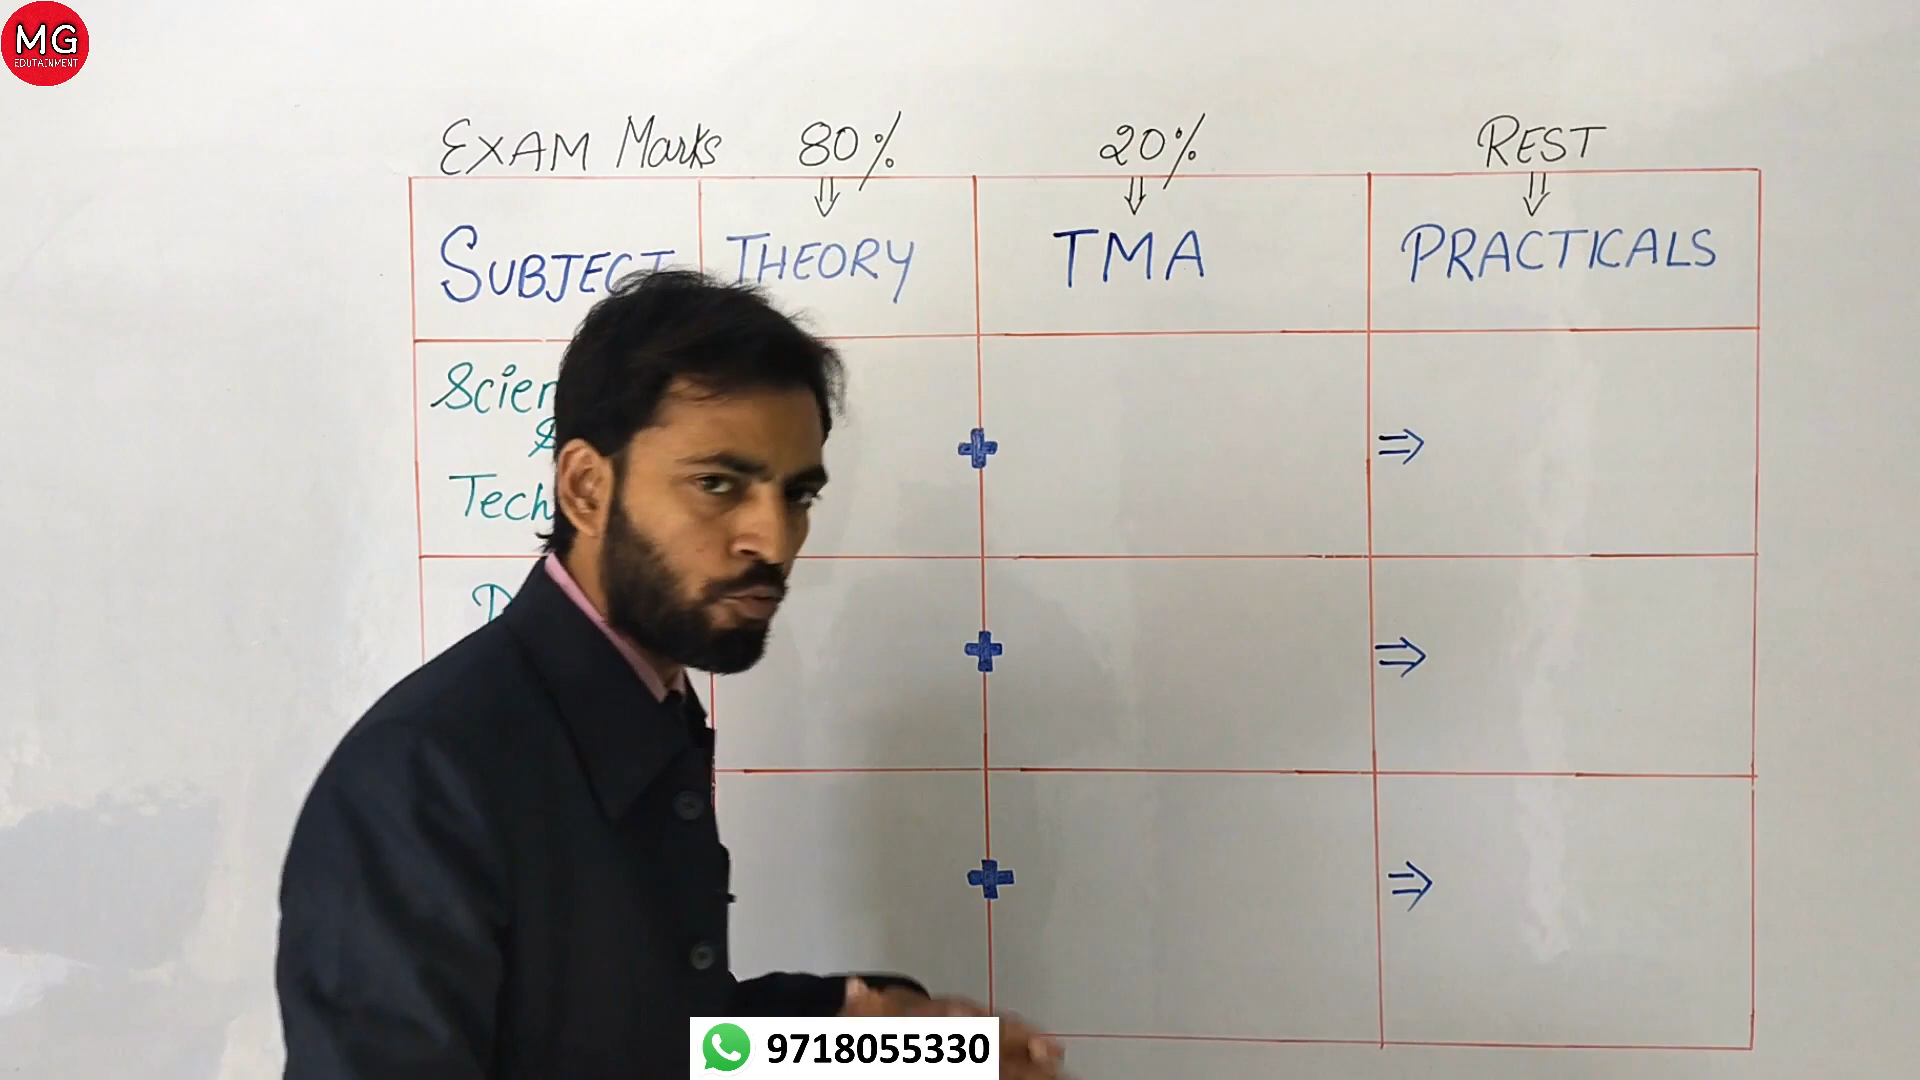 MG
EDUTAINMENT
EXAM Marks 80% 20% REST
SUBJECT THEORY TMA PRACTICALS
Scien
&
Tech
9718055330